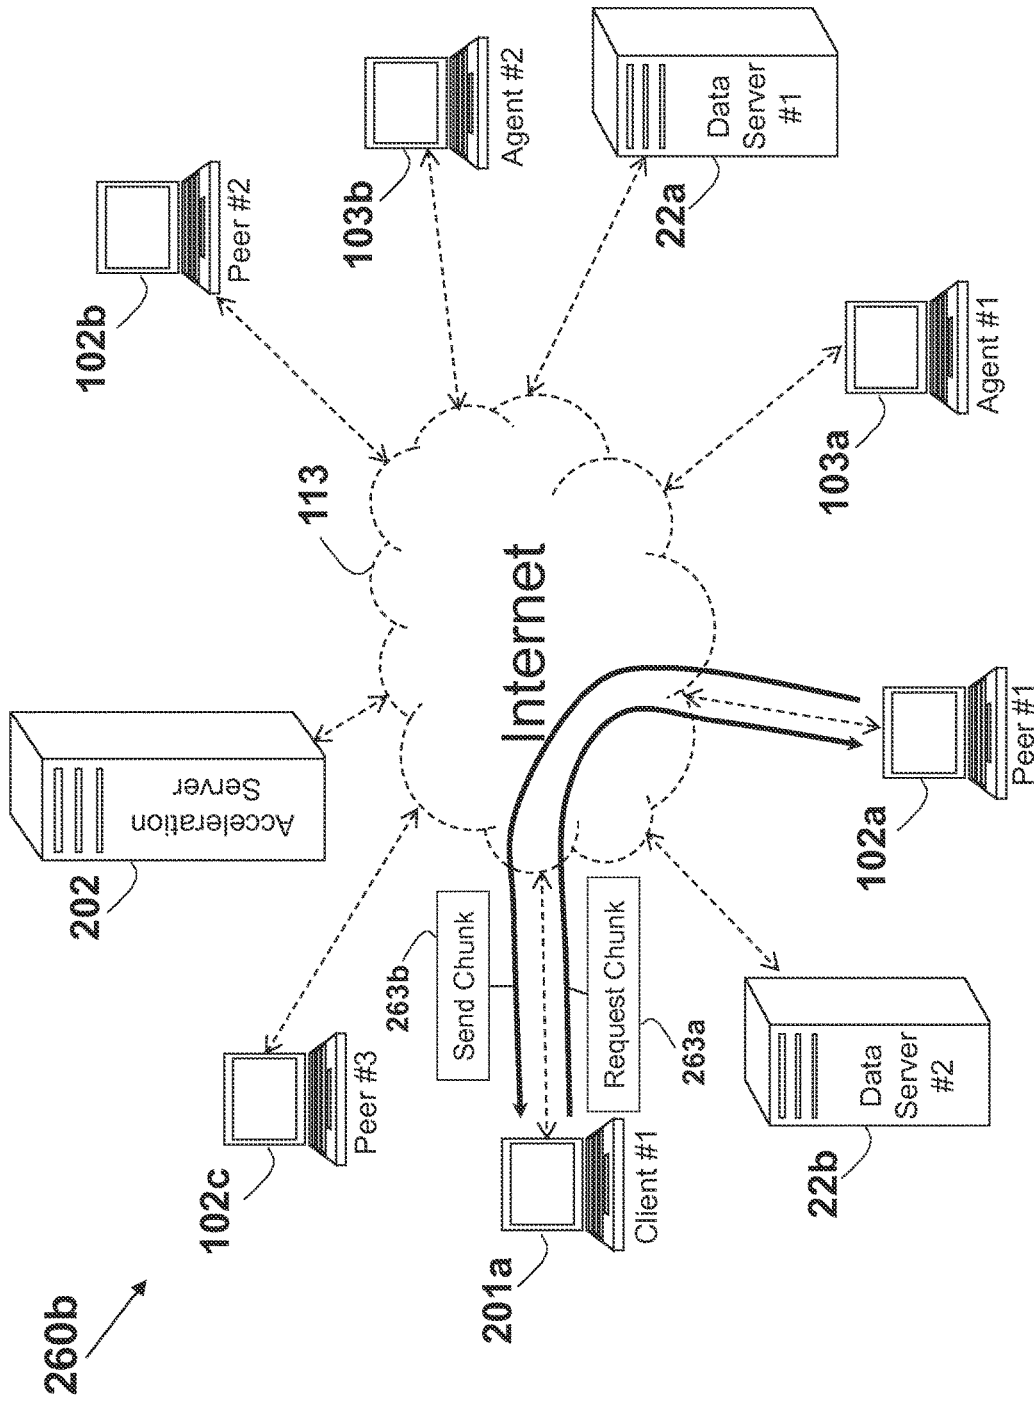 260b
102c
Peer #3
202
Acceleration
Server
102b
Peer #2
103b
Agent #2
113
Internet
22a
Data
Server
#1
103a
Agent #1
263b
Send Chunk
Request Chunk
263a
201a
Client #1
22b
Data
Server
#2
102a
Peer #1